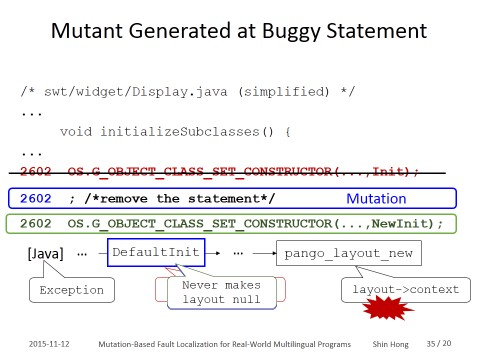 Mutant Generated at Buggy Statement
/* swt/widget/Display.java (simplified) */
...
void initializeSubclasses() {
...
2602 OS.G_OBJECT_CLASS_SET_CONSTRUCTOR(...,Init);
2602 ; /*remove the statement*/ Mutation
2602 OS.G_OBJECT_CLASS_SET_CONSTRUCTOR(...,NewInit);
[Java] ... DefaultInit ... pango_layout_new
Exception
Never makes
layout null
layout->context
2015-11-12 Mutation-Based Fault Localization for Real-World Multilingual Programs Shin Hong 35 / 20